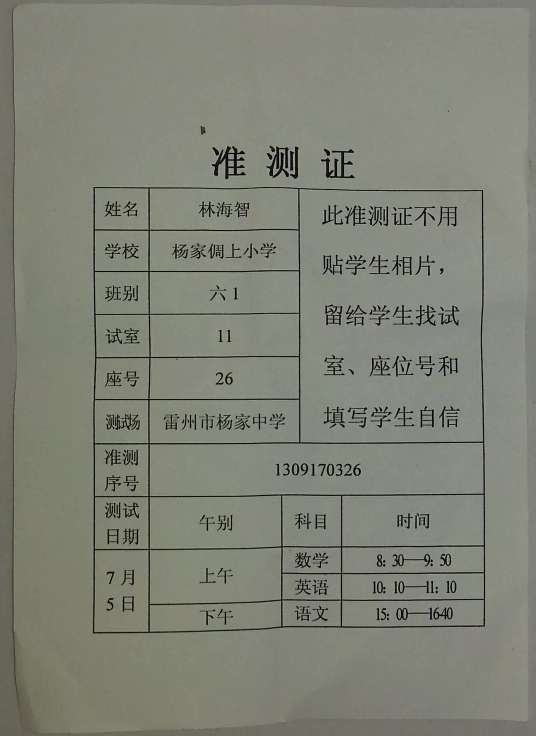 准 测 证
姓名 林海智
学校 杨家倜上小学
班别 六 1
试室 11
座号 26
测试场 雷州市杨家中学
此准测证不用
贴学生相片，
留给学生找试
室、座位号和
填写学生自信
准测
序号 1309170326
测试
日期 午别 科目 时间
7 月
5 日 上午 数学 8：30—9：50
英语 10：10—11：10
下午 语文 15：00—1640